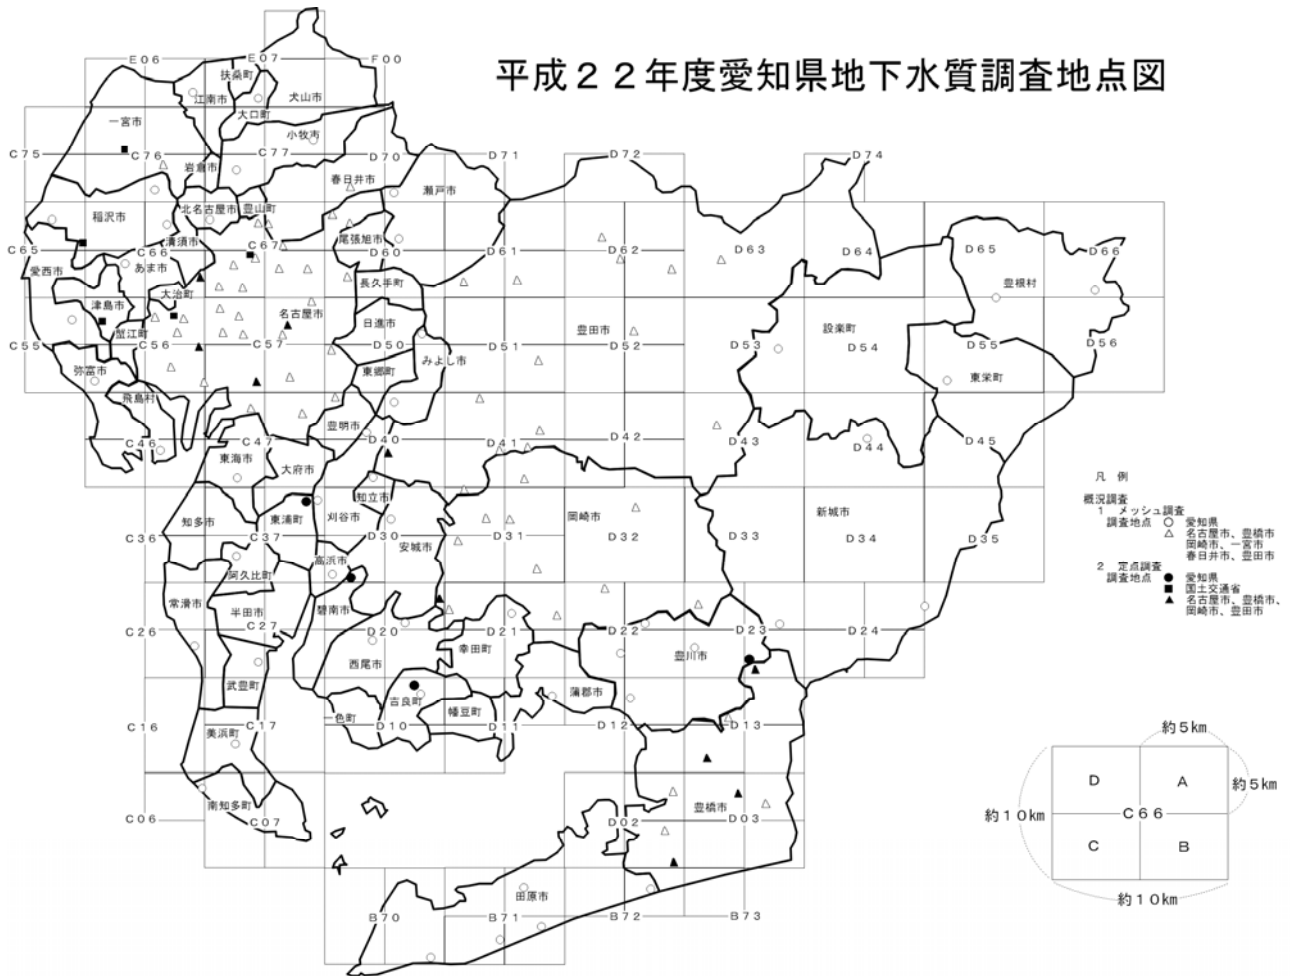 平成２２年度愛知県地下水質調査地点図
E06
E07
F00
扶桑町
江南市
犬山市
大口町
一宮市
小牧市
C75
C76
C77
D70
D71
D72
D74
岩倉市
春日井市
瀬戸市
稲沢市
北名古屋市
豊山町
清須市
尾張旭市
C65
C66
C67
D60
D61
D62
D63
D64
D65
D66
愛西市
あま市
長久手町
豊根村
津島市
大治町
名古屋市
日進市
豊田市
設楽町
蟹江町
C55
C56
C57
D50
D51
D52
D53
D54
D55
D56
みよし市
弥富市
東郷町
東栄町
飛島村
豊明市
C46
C47
D40
D41
D42
D43
D44
D45
東海市
大府市
知立市
知多市
東浦町
刈谷市
岡崎市
新城市
C36
C37
D30
D31
D32
D33
D34
D35
安城市
高浜市
阿久比町
常滑市
半田市
碧南市
C26
C27
D20
D21
D22
D23
D24
幸田町
西尾市
豊川市
武豊町
吉良町
蒲郡市
一色町
幡豆町
C16
C17
D10
D11
D12
D13
美浜町
南知多町
豊橋市
C06
C07
D02
D03
田原市
B70
B71
B72
B73
凡 例
概況調査
１ メッシュ調査
調査地点 ○ 愛知県
△ 名古屋市、豊橋市
岡崎市、一宮市
春日井市、豊田市
２ 定点調査
調査地点 ● 愛知県
■ 国土交通省
▲ 名古屋市、豊橋市、
岡崎市、豊田市
約５km
D
A
約５km
約１０km
C66
C
B
約１０km